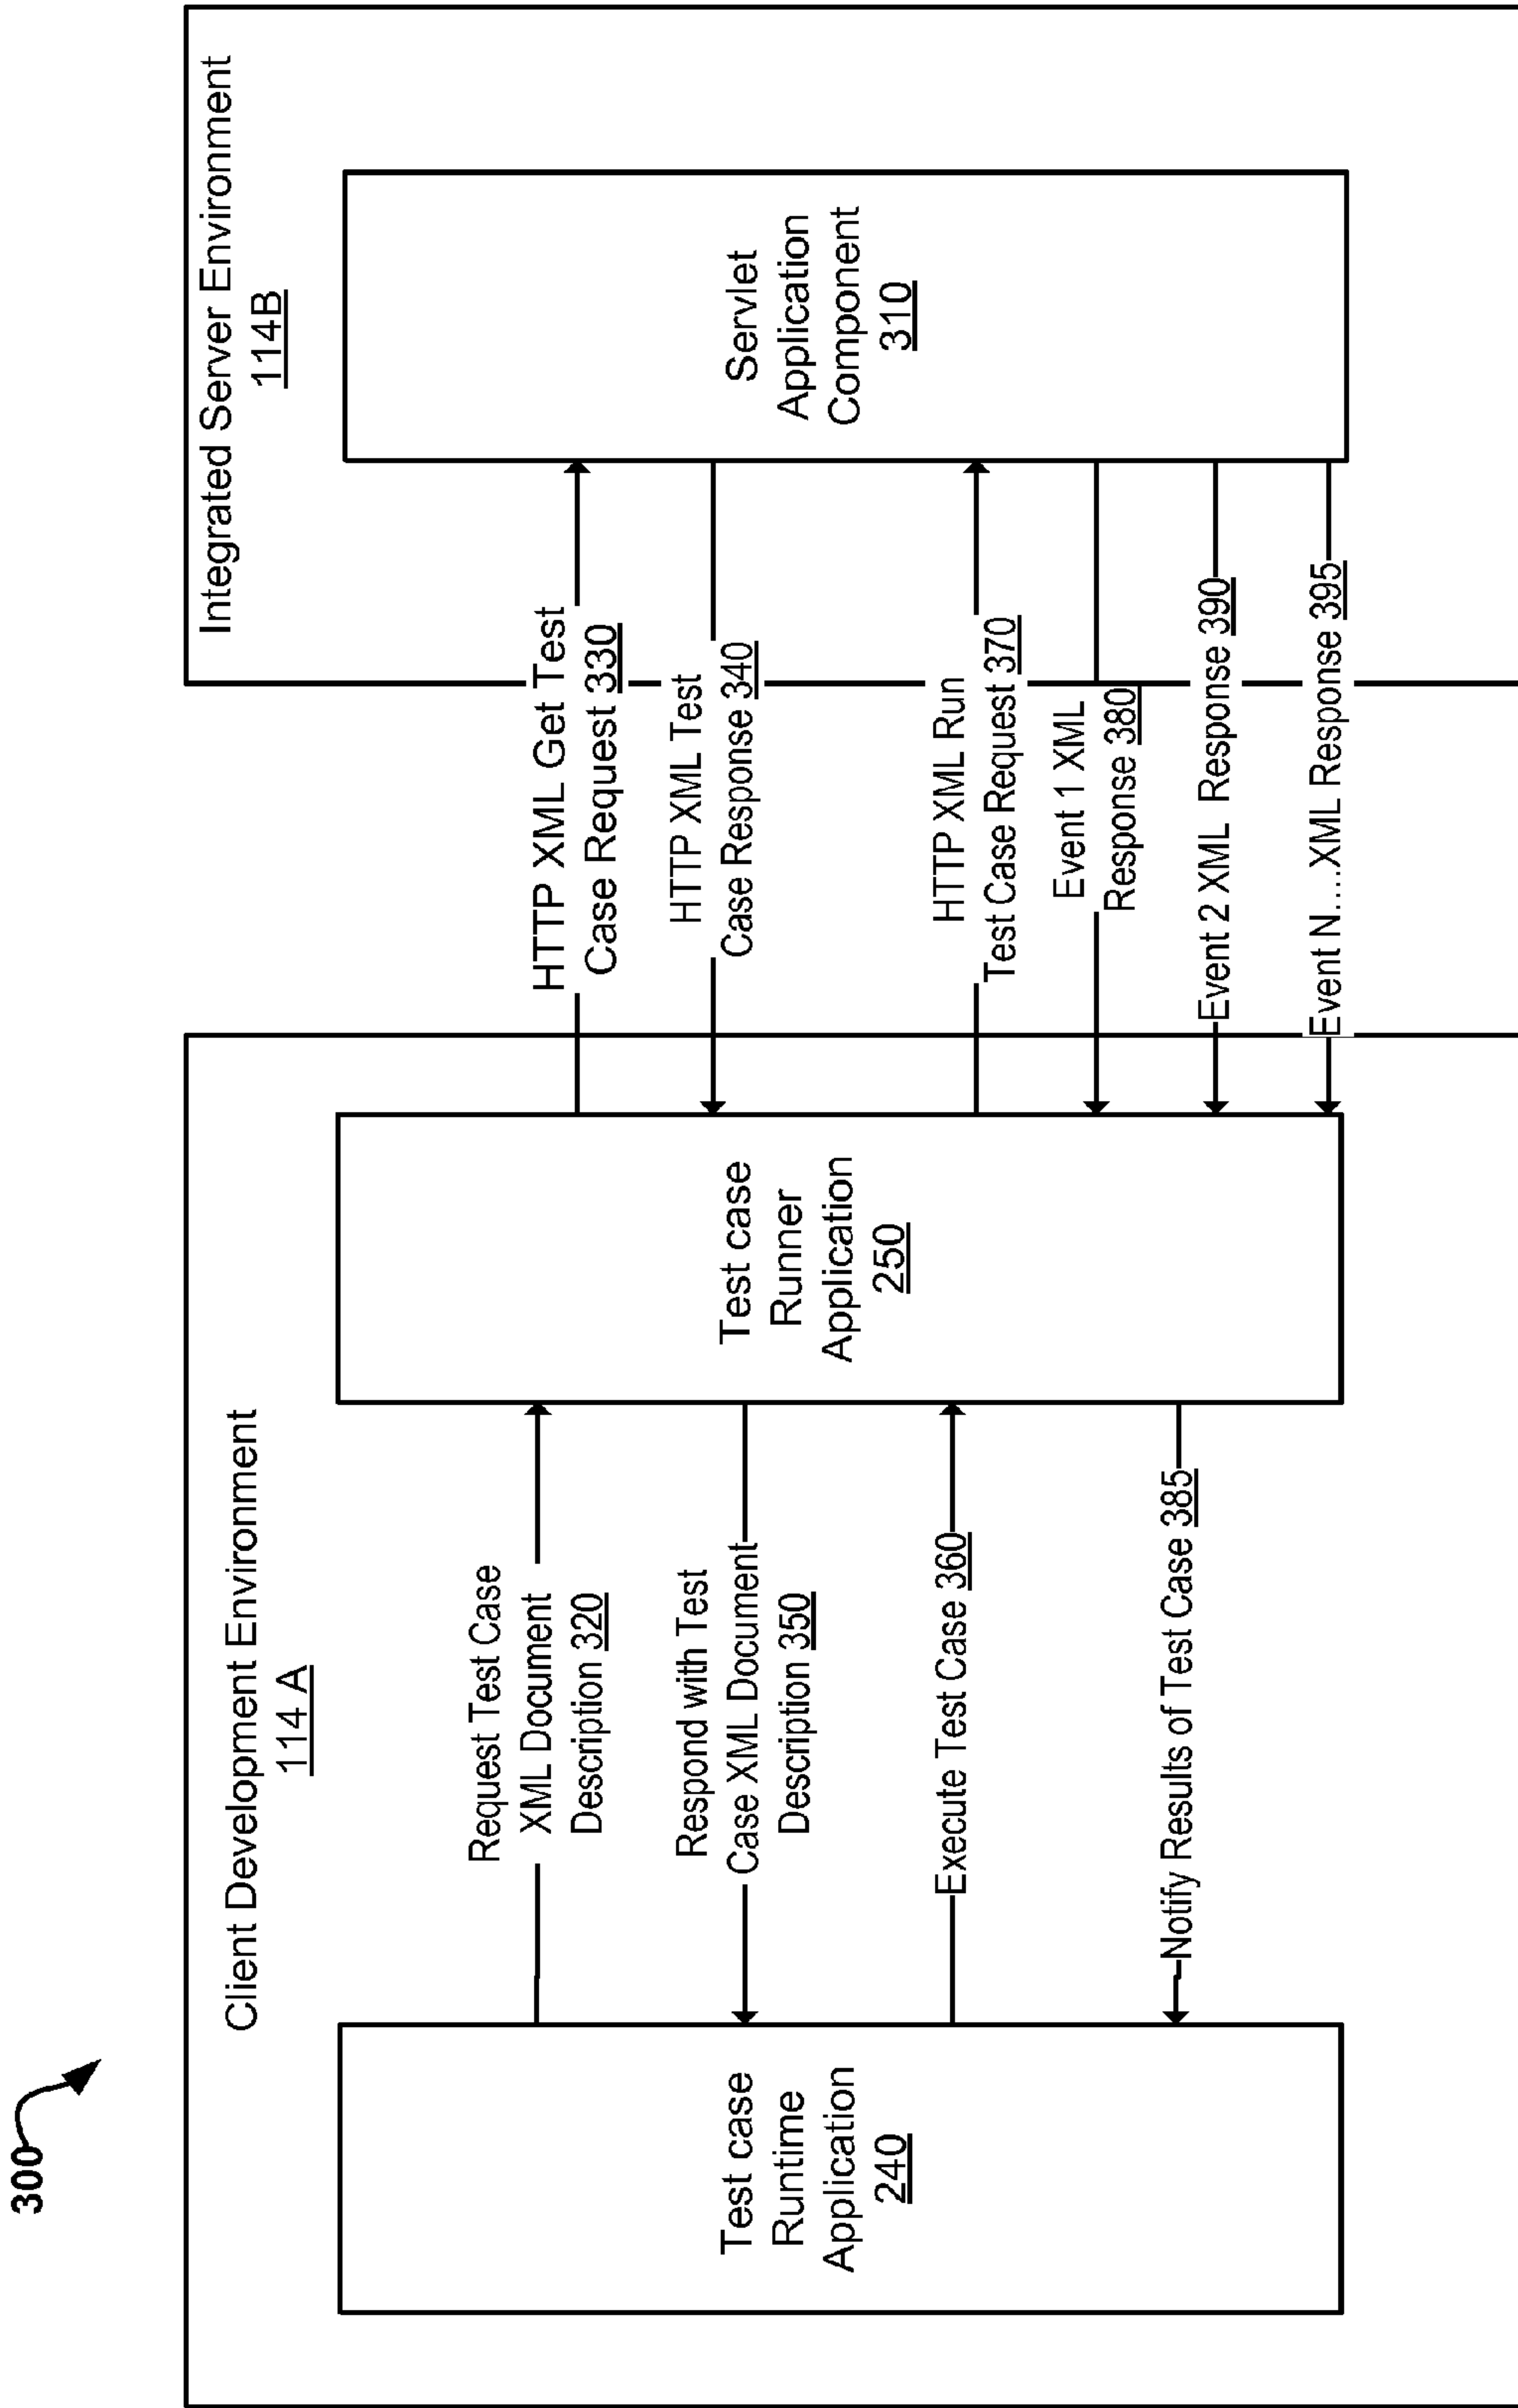 300
Client Development Environment
114 A
Test case
Runtime
Application
240
Request Test Case
XML Document
Description 320
Respond with Test
Case XML Document
Description 350
Execute Test Case 360
Notify Results of Test Case 385
Test case
Runner
Application
250
HTTP XML Get Test
Case Request 330
HTTP XML Test
Case Response 340
HTTP XML Run
Test Case Request 370
Event 1 XML
Response 380
Event 2 XML Response 390
Event N....XML Response 395
Integrated Server Environment
114B
Servlet
Application
Component
310